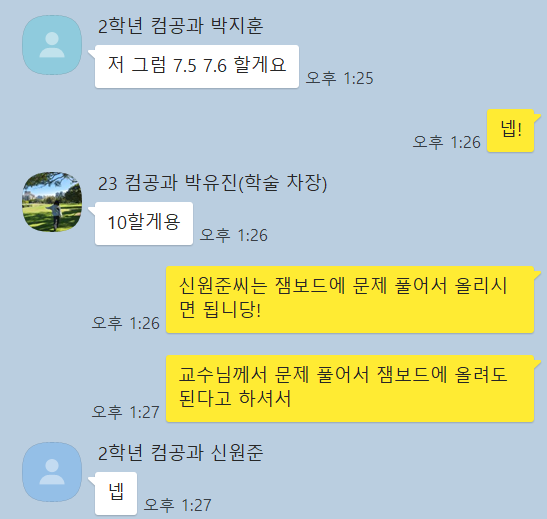 2학년 컴공과 박지훈
저 그럼 7.5 7.6 할게요
오후 1:25
넵!
오후 1:26
23 컴공과 박유진(학술 차장)
10할게용
오후 1:26
신원준씨는 잼보드에 문제 풀어서 올리시
면 됩니당!
오후 1:26
교수님께서 문제 풀어서 잼보드에 올려도
된다고 하셔서
오후 1:27
2학년 컴공과 신원준
넵
오후 1:27